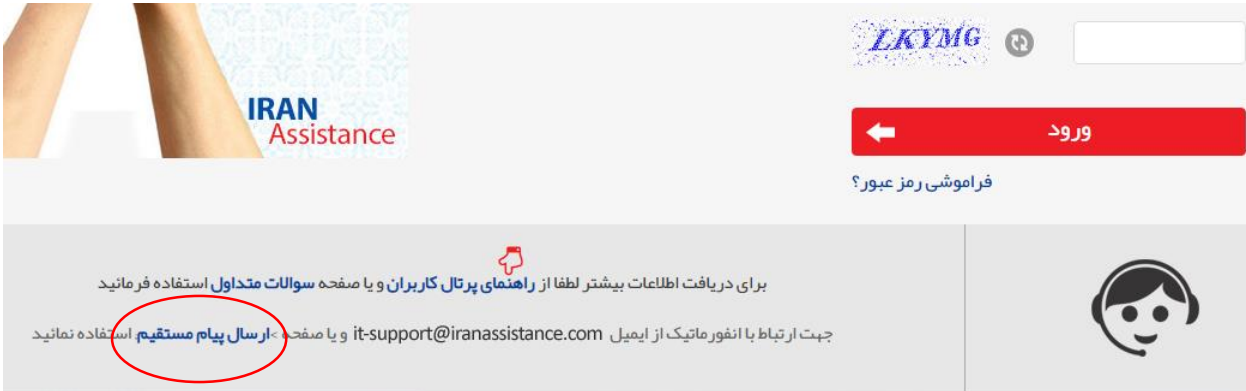 IRAN
Assistance
LKYMG
ورود
فراموشی رمز عبور؟
برای دریافت اطلاعات بیشتر لطفا از راهنمای پرتال کاربران و یا صفحه سوالات متداول استفاده فرمائید
جهت ارتباط با انفورماتیک از ایمیل it-support@iranassistance.com و یا صفحه >ارسال پیام مستقیم. استفاده نمائید